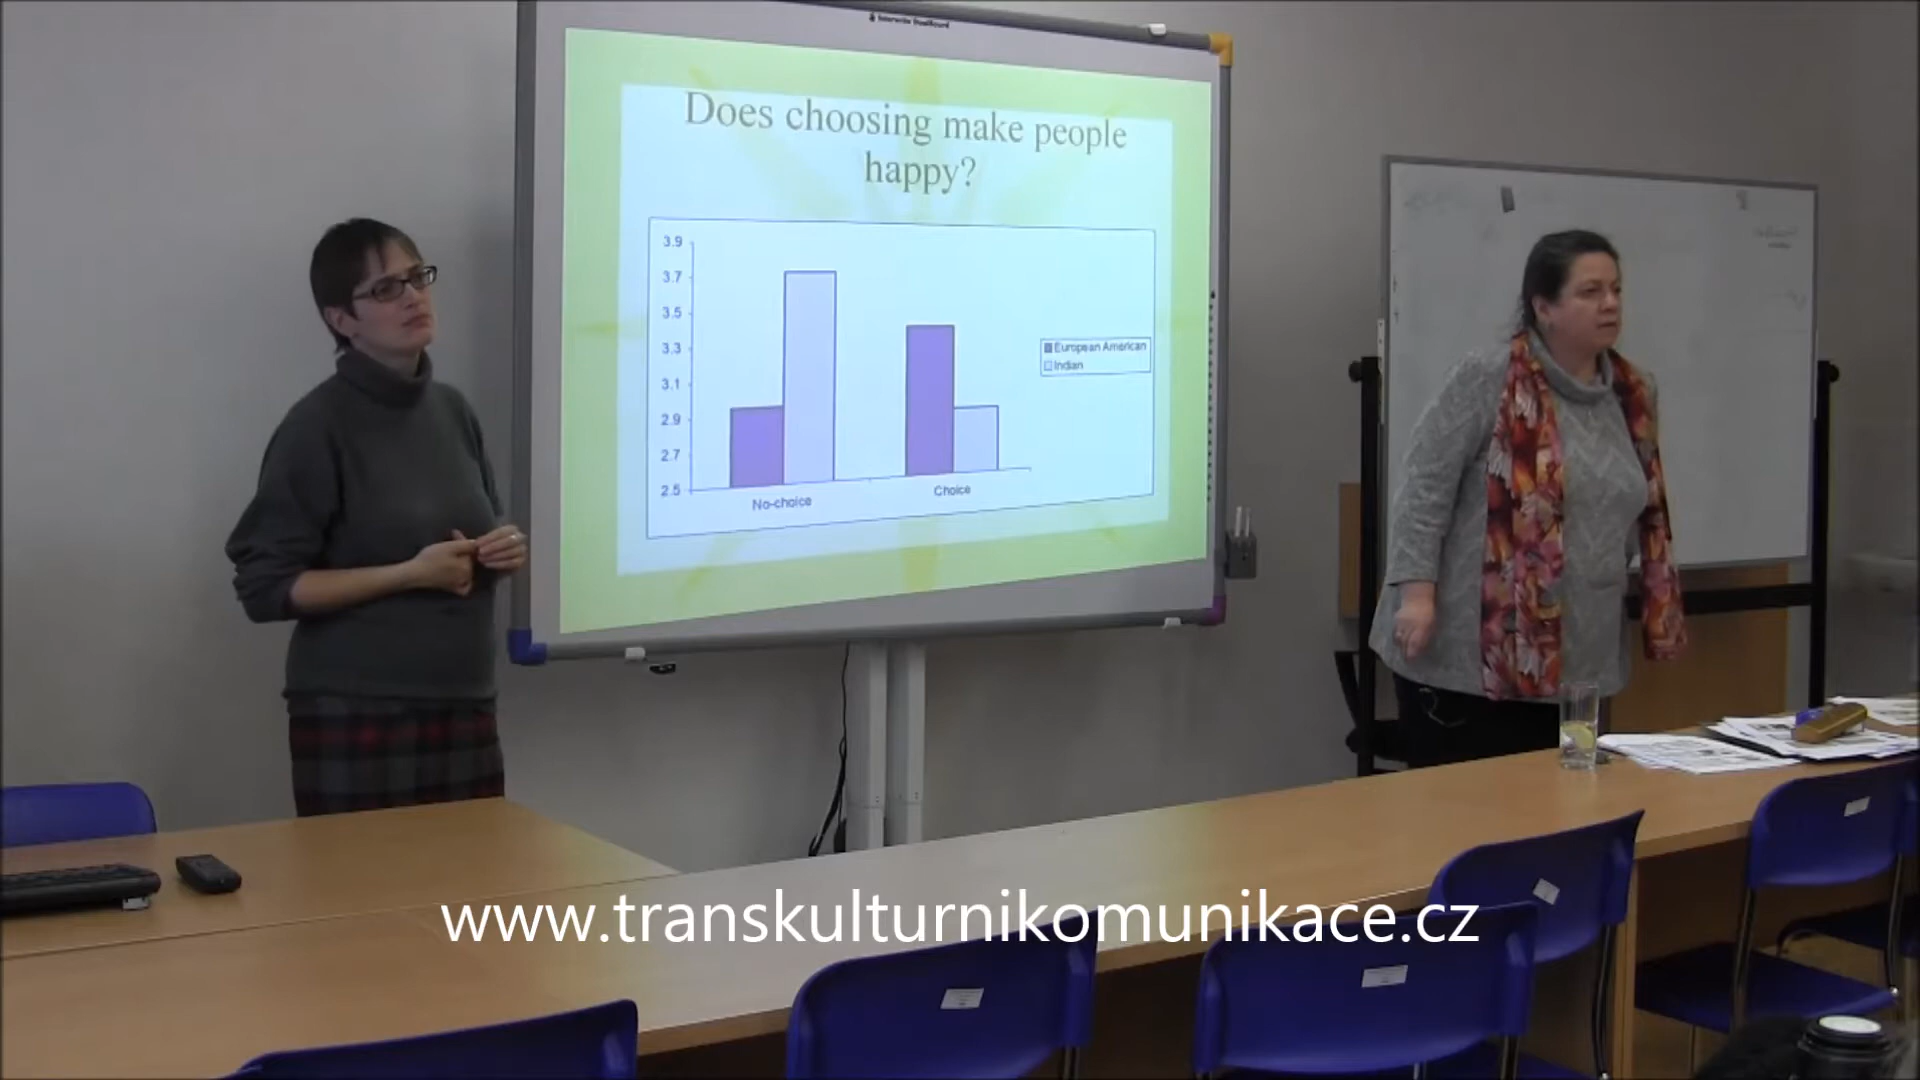 Does choosing make people
happy?
3.9
3.7
3.5
3.3
3.1
2.9
2.7
2.5
No-choice
Choice
European American
Indian
www.transkulturnikomunikace.cz